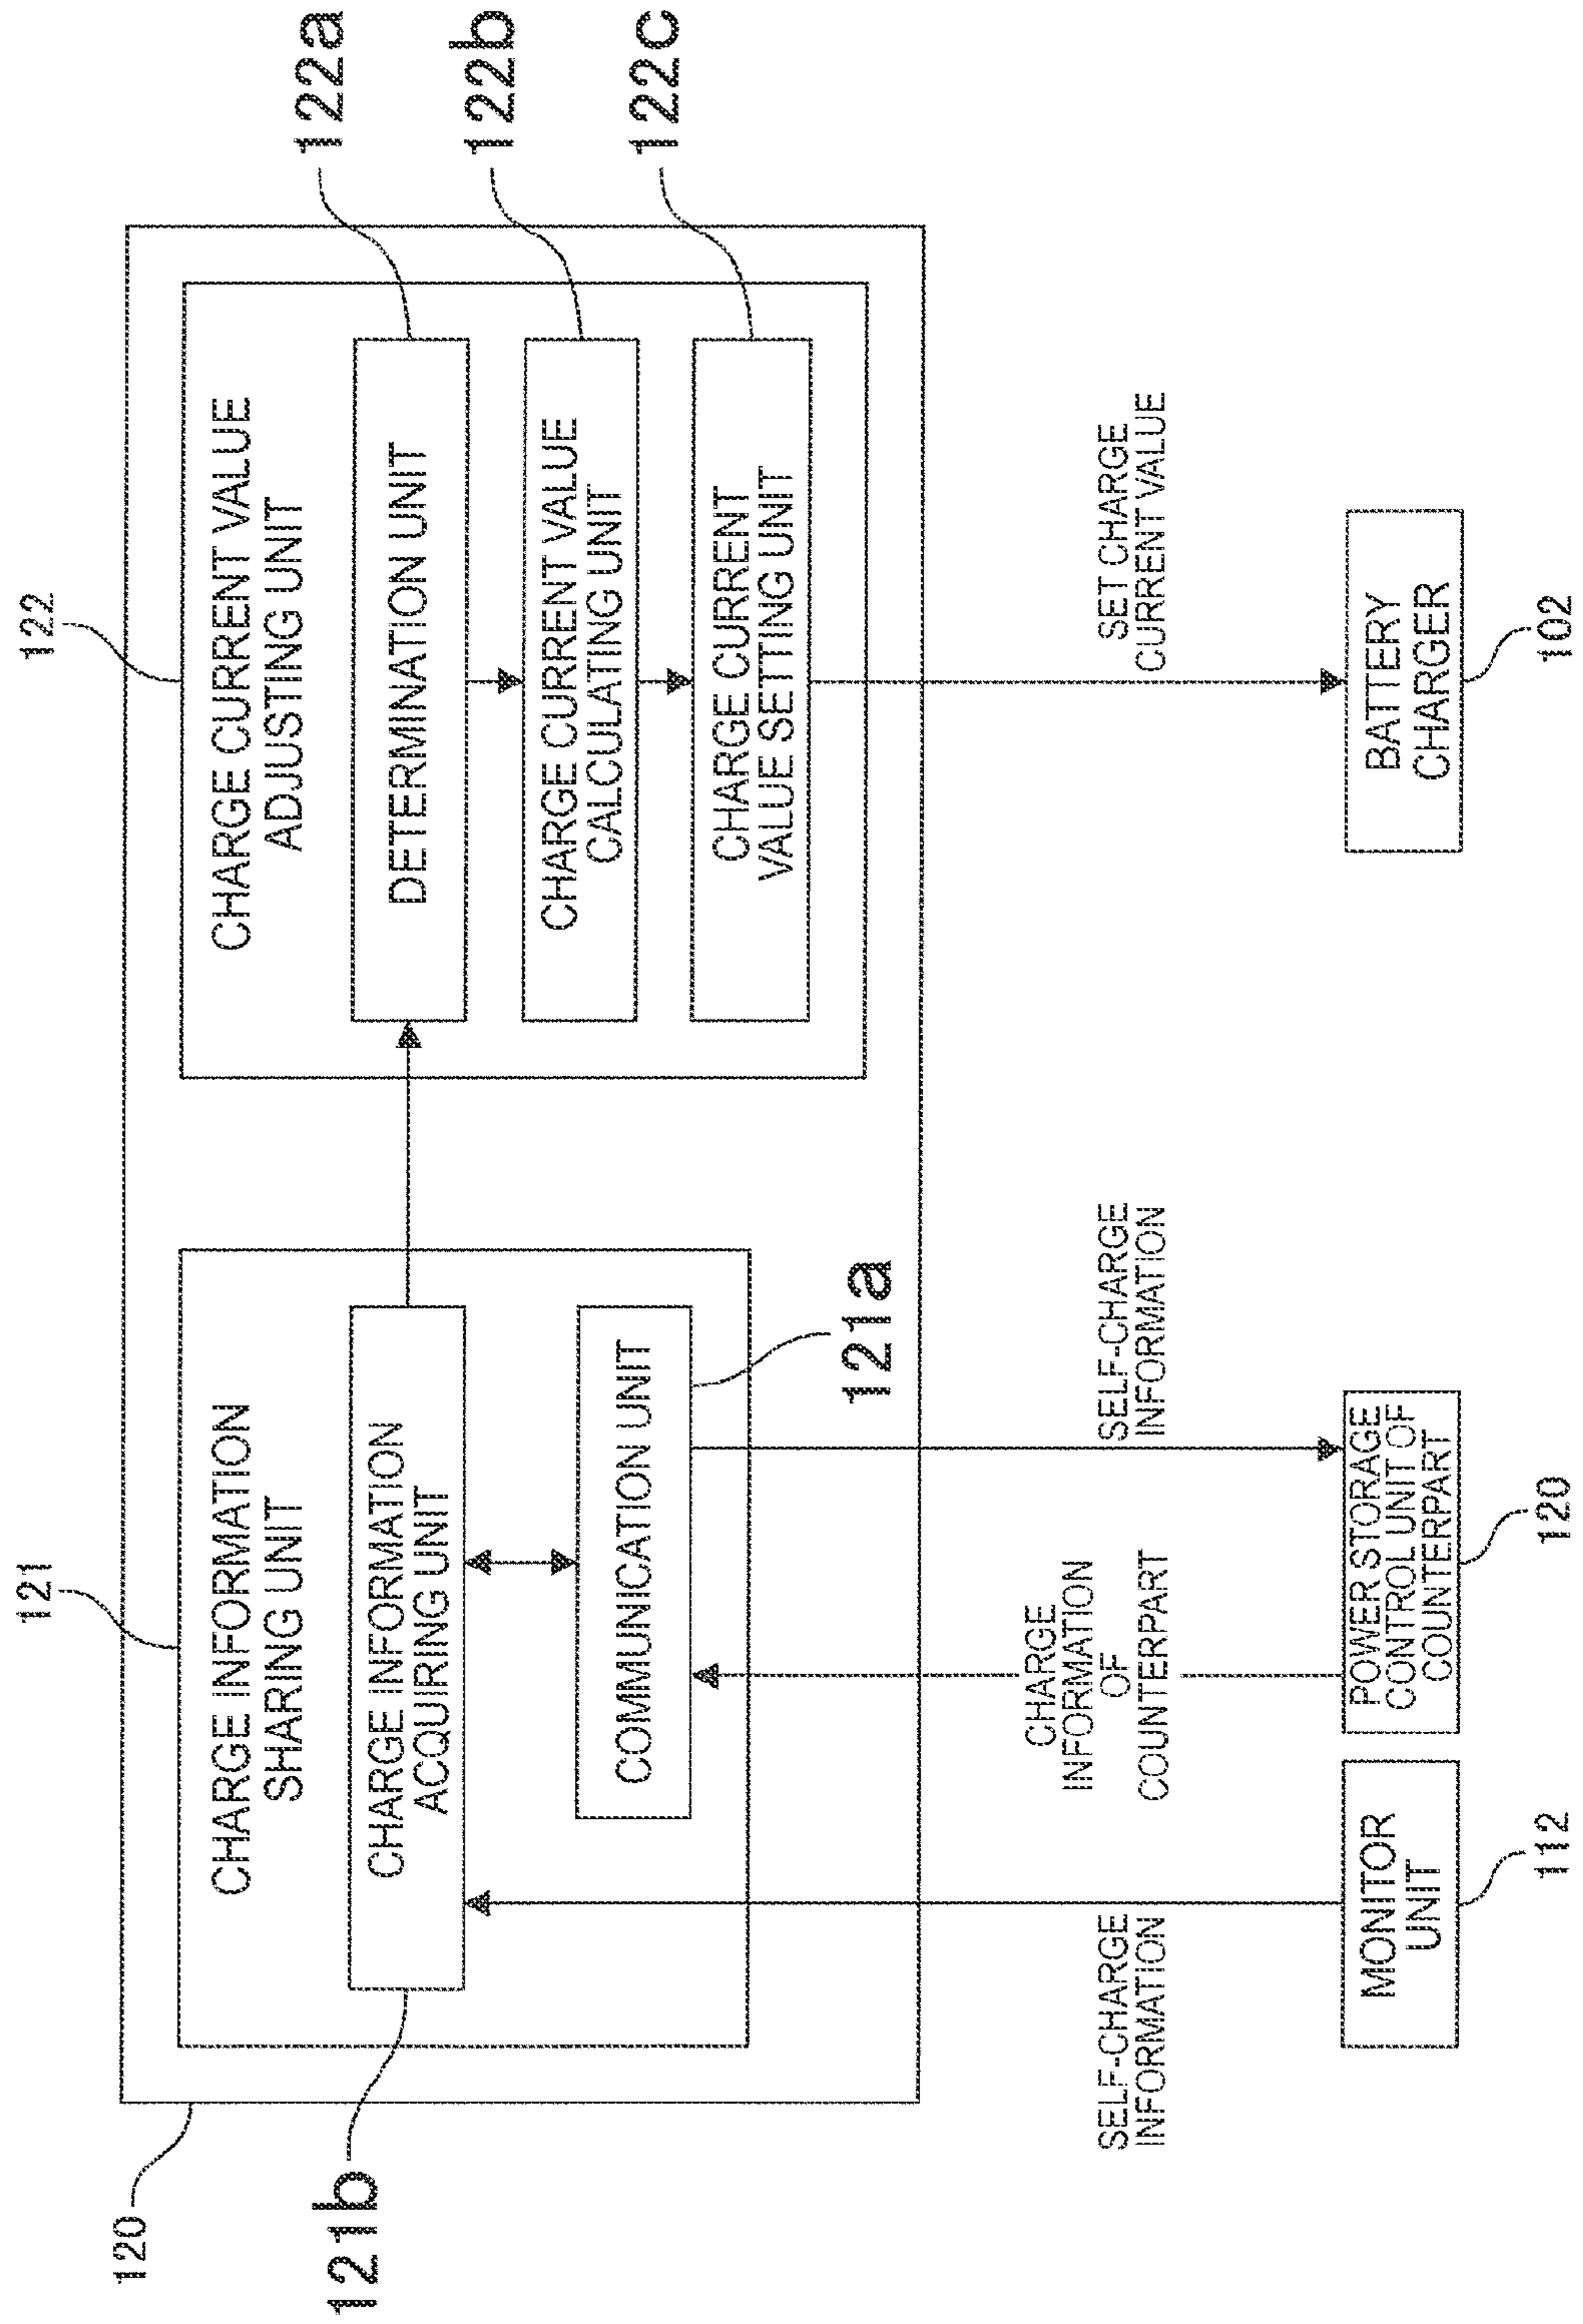 120
121
122
CHARGE INFORMATION
SHARING UNIT
CHARGE INFORMATION
ACQUIRING UNIT
121b
COMMUNICATION UNIT
121a
CHARGE CURRENT VALUE
ADJUSTING UNIT
DETERMINATION UNIT
122a
CHARGE CURRENT VALUE
CALCULATING UNIT
122b
CHARGE CURRENT
VALUE SETTING UNIT
122c
SELF-CHARGE
INFORMATION
CHARGE
INFORMATION
OF
COUNTERPART
SELF-CHARGE
INFORMATION
SET CHARGE
CURRENT VALUE
MONITOR
UNIT
112
POWER STORAGE
CONTROL UNIT OF
COUNTERPART
120
BATTERY
CHARGER
102